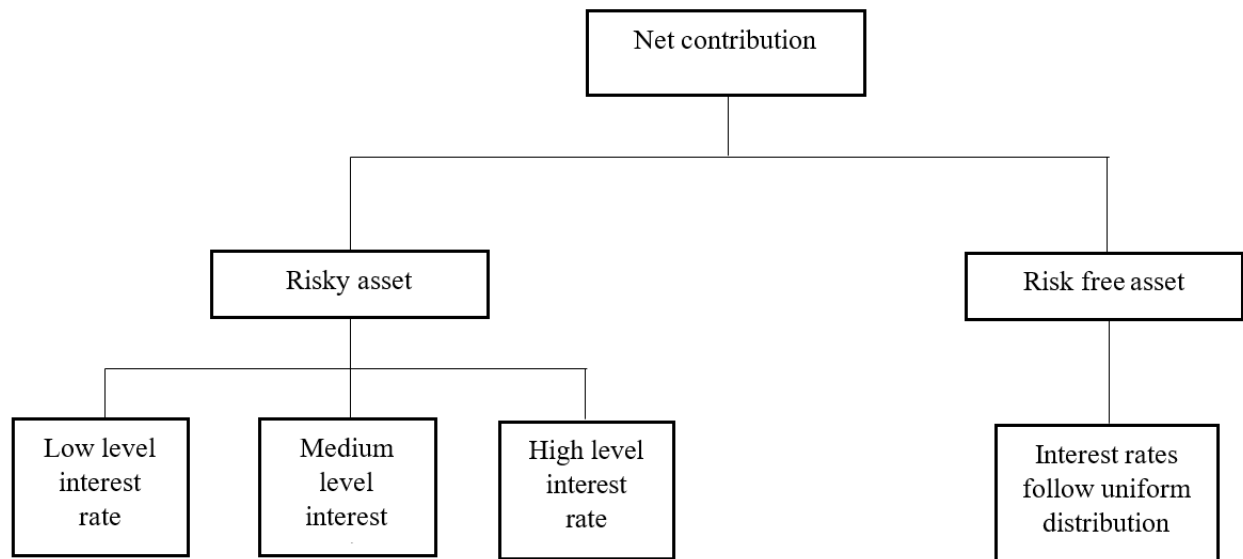 Net contribution
Risky asset
Risk free asset
Low level
interest
rate
Medium
level
interest
High level
interest
rate
Interest rates
follow uniform
distribution